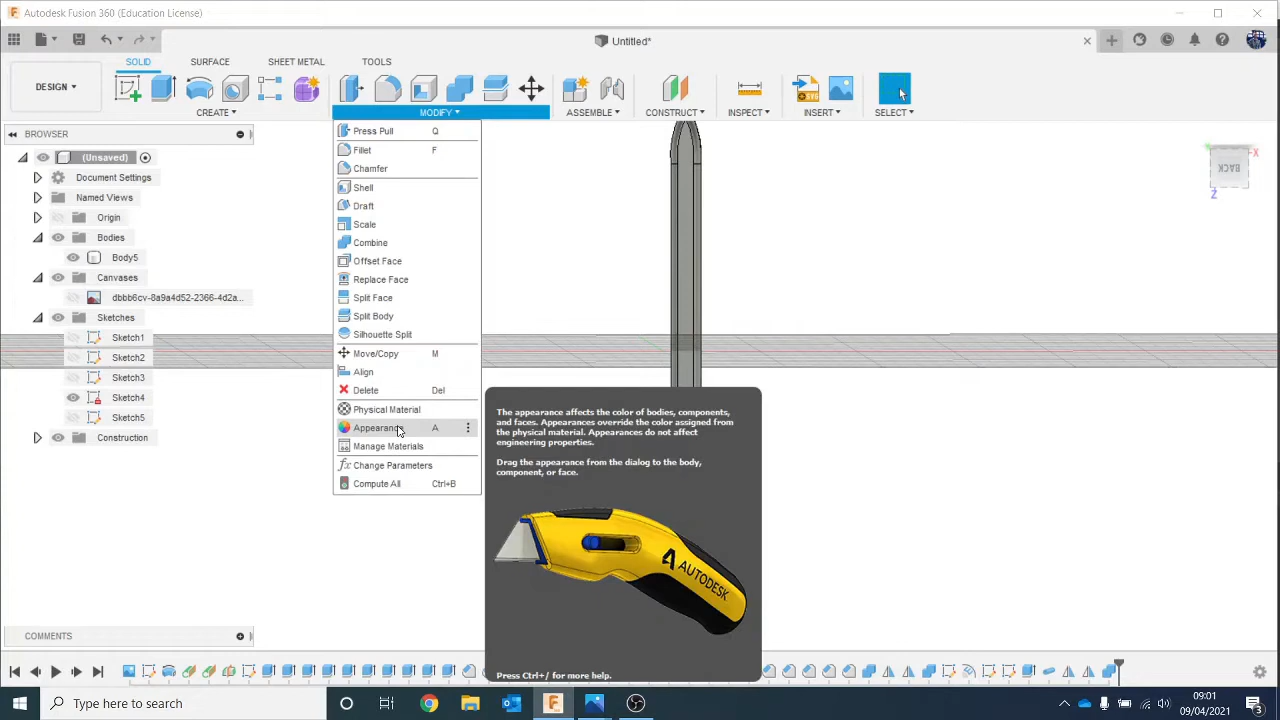 Autodesk Fusion 360 (Education License)
Untitled*
SOLID SURFACE SHEET METAL TOOLS
DESIGN
CREATE MODIFY ASSEMBLE CONSTRUCT INSPECT INSERT SELECT
BROWSER
(Unsaved)
Document Settings
Named Views
Origin
Bodies
Body5
Canvases
dbbb6cv-8a9a4d52-2366-4d2a...
Sketches
Sketch1
Sketch2
Sketch3
Sketch4
Sketch5
Construction
Press Pull Q
Fillet F
Chamfer
Shell
Draft
Scale
Combine
Offset Face
Replace Face
Split Face
Split Body
Silhouette Split
Move/Copy M
Align
Delete Del
Physical Material
Appearance A
Manage Materials
Change Parameters
Compute All Ctrl+B
The appearance affects the color of bodies, components,
and faces. Appearances override the color assigned from
the physical material. Appearances do not affect
engineering properties.
Drag the appearance from the dialog to the body,
component, or face.
AUTODESK
Press Ctrl+/ for more help.
BACK
X
Z
COMMENTS
Type here to search
09:01
09/04/2021
3